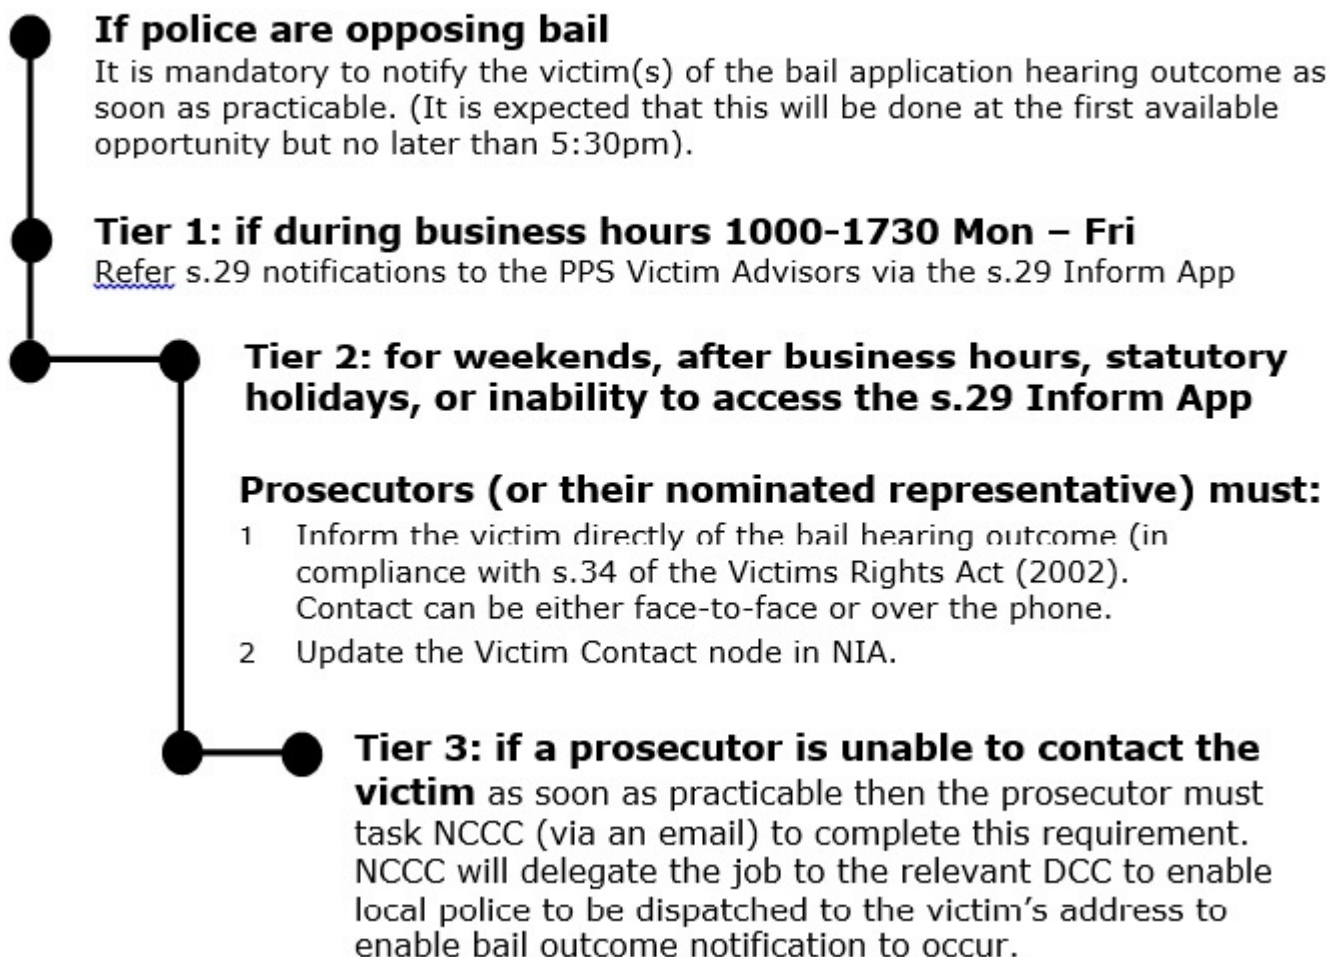 If police are opposing bail
It is mandatory to notify the victim(s) of the bail application hearing outcome as
soon as practicable. (It is expected that this will be done at the first available
opportunity but no later than 5:30pm).
Tier 1: if during business hours 1000-1730 Mon – Fri
Refer s.29 notifications to the PPS Victim Advisors via the s.29 Inform App
Tier 2: for weekends, after business hours, statutory
holidays, or inability to access the s.29 Inform App
Prosecutors (or their nominated representative) must:
1 Inform the victim directly of the bail hearing outcome (in
compliance with s.34 of the Victims Rights Act (2002).
Contact can be either face-to-face or over the phone.
2 Update the Victim Contact node in NIA.
Tier 3: if a prosecutor is unable to contact the
victim as soon as practicable then the prosecutor must
task NCCC (via an email) to complete this requirement.
NCCC will delegate the job to the relevant DCC to enable
local police to be dispatched to the victim’s address to
enable bail outcome notification to occur.